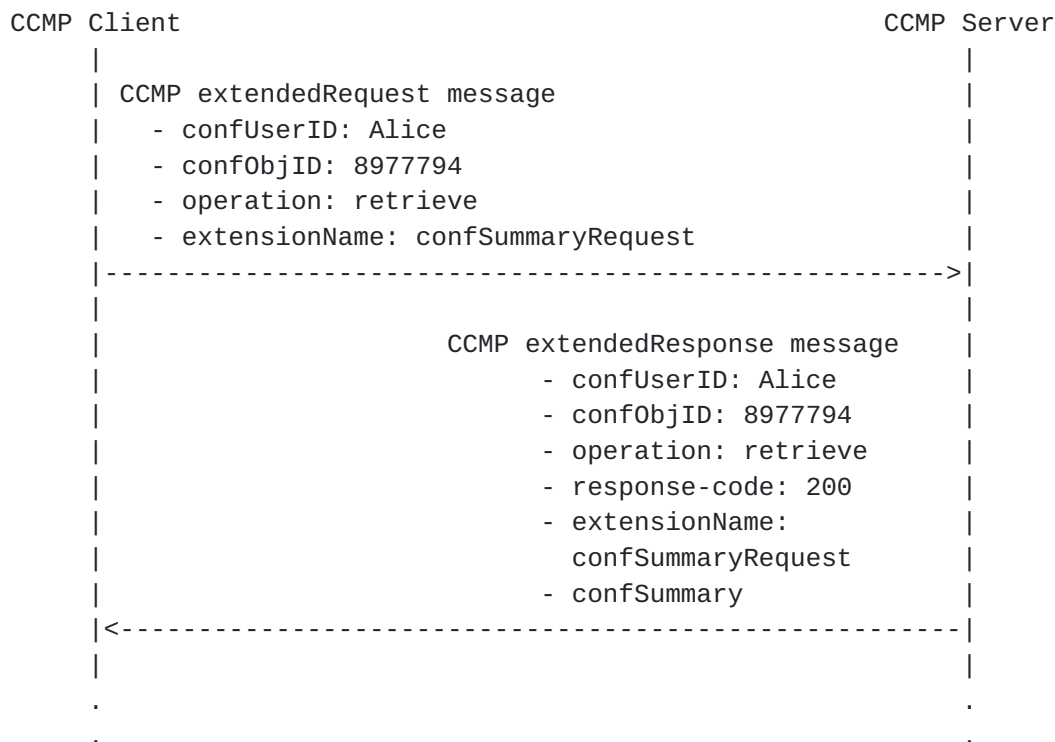 CCMP Client                                             CCMP Server
     |                                                       |
     | CCMP extendedRequest message                          |
     |   - confUserID: Alice                                 |
     |   - confObjID: 8977794                                |
     |   - operation: retrieve                               |
     |   - extensionName: confSummaryRequest                 |
     |------------------------------------------------------>|
     |                                                       |
     |                      CCMP extendedResponse message    |
     |                            - confUserID: Alice        |
     |                            - confObjID: 8977794       |
     |                            - operation: retrieve      |
     |                            - response-code: 200       |
     |                            - extensionName:           |
     |                              confSummaryRequest       |
     |                            - confSummary              |
     |<------------------------------------------------------|
     |                                                       |
     .                                                       .
     .                                                       .